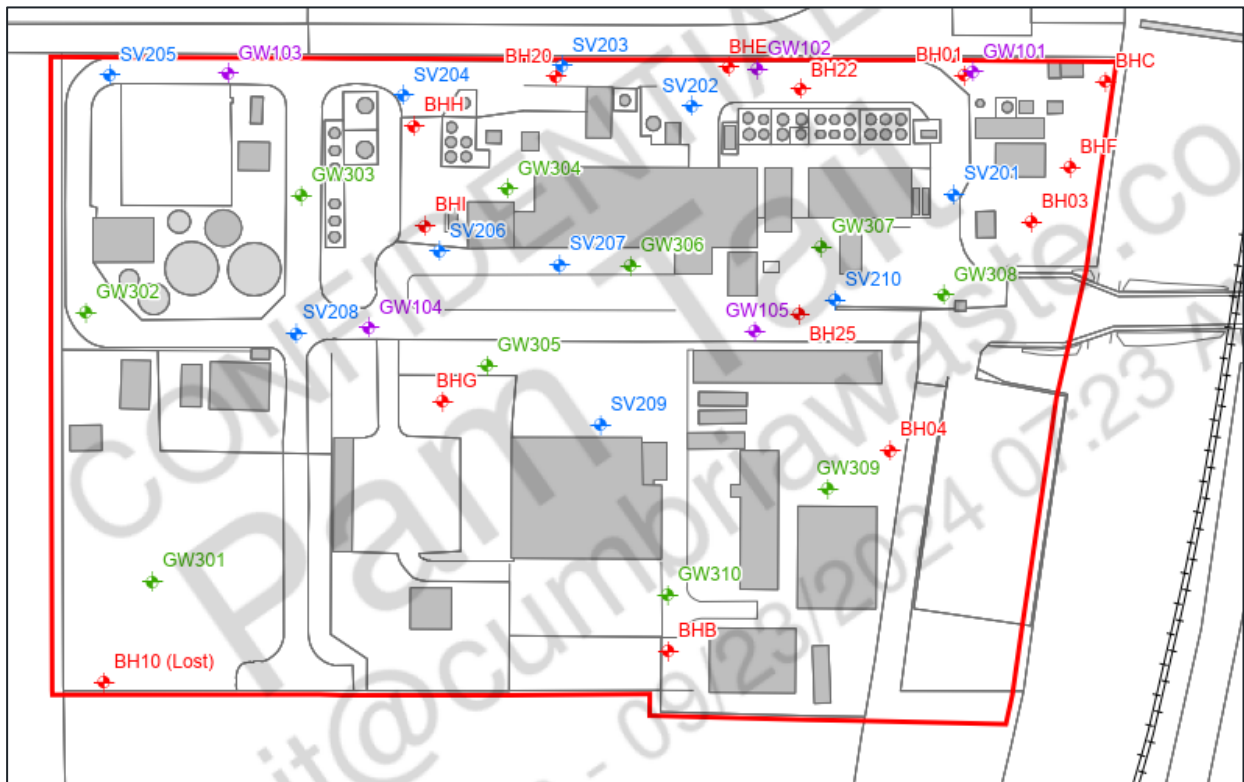 SV205
GW103
BH20
SV203
BHE
GW102
BH22
BH01
GW101
BHC
SV204
BHH
SV202
BHF
GW303
GW304
SV201
BH03
BHI
SV206
SV207
GW306
GW307
GW302
SV208
GW104
GW105
SV210
BH25
GW308
GW305
BHG
SV209
BH04
GW309
GW301
GW310
BHB
BH10 (Lost)
CONFIDENTIAL
Pam Tait
it@cumbriawaste.co
- 09/23/2024 07:23 A